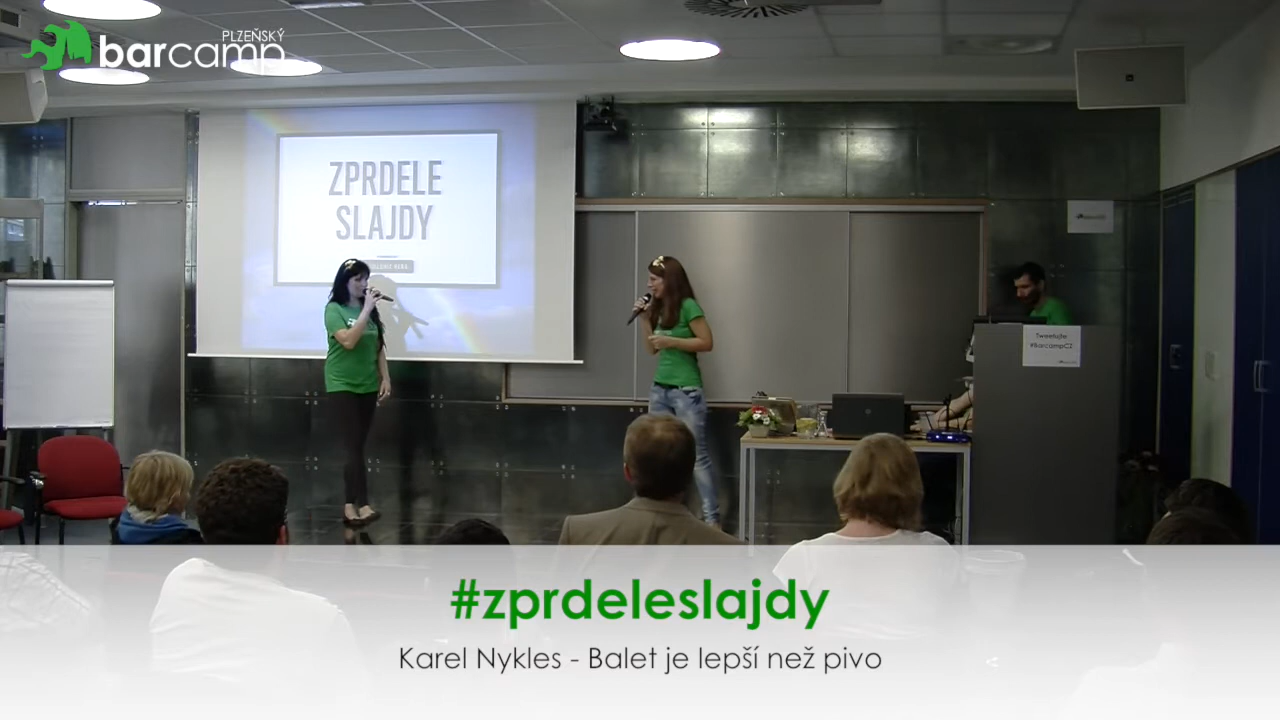 PLZEŇSKÝ
barcamp
ZPRDELE
SLAJDY
Tweetujte
#BarcampCZ
#zprdeleslajdy
Karel Nykles - Balet je lepší než pivo